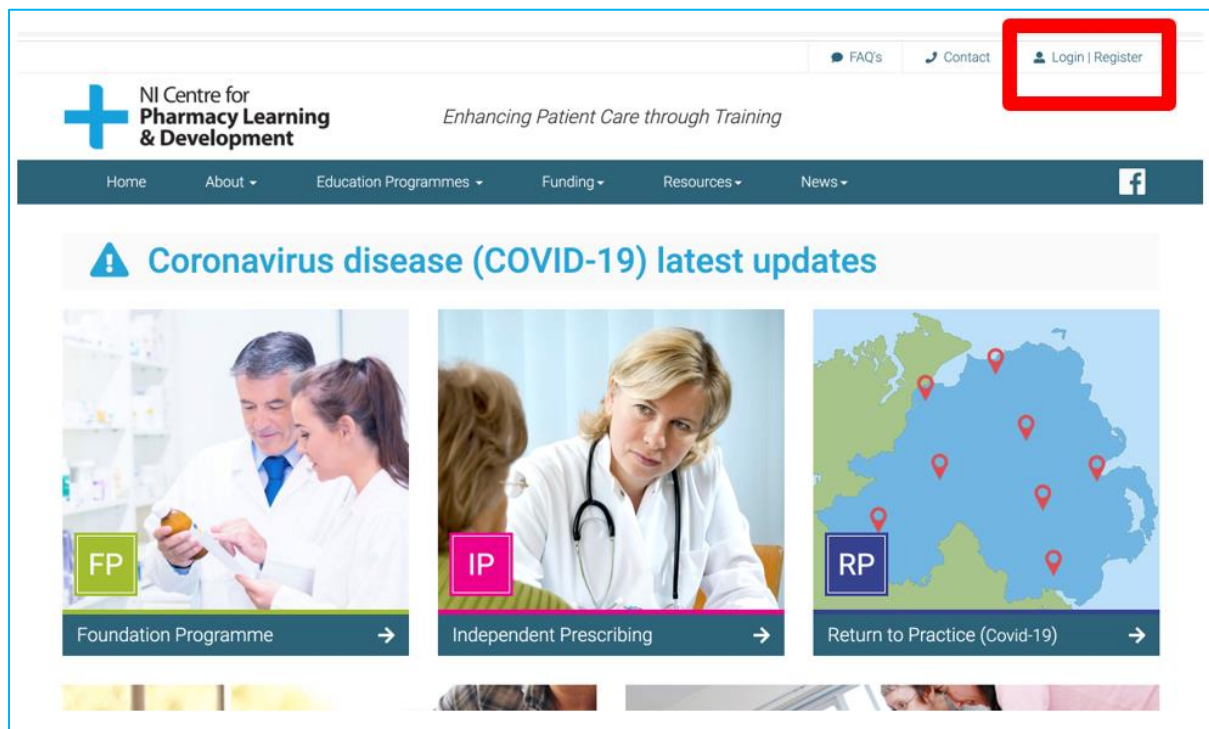 FAQ's Contact Login | Register
NI Centre for
Pharmacy Learning
& Development
Enhancing Patient Care through Training
Home About Education Programmes Funding Resources News
Coronavirus disease (COVID-19) latest updates
FP
Foundation Programme
IP
Independent Prescribing
RP
Return to Practice (Covid-19)